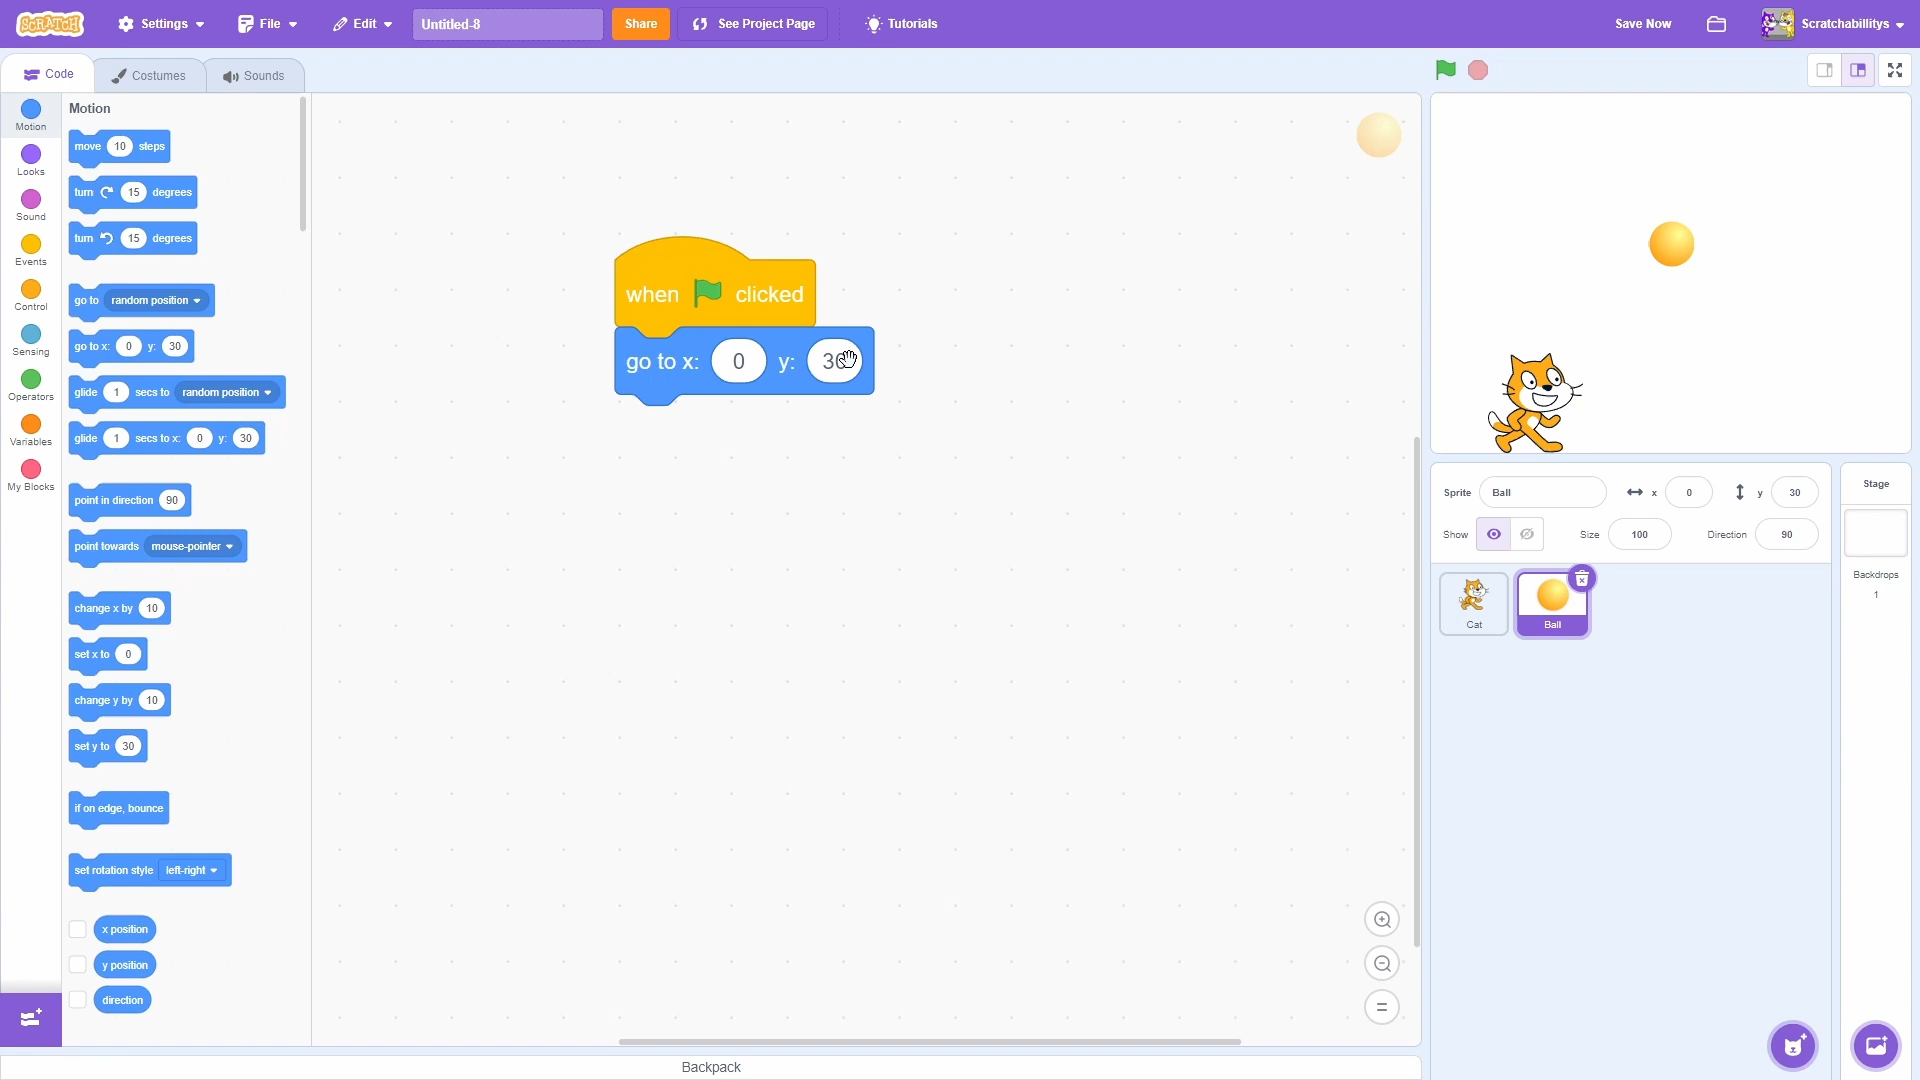 SCRATCH Settings File Edit Untitled-8 Share See Project Page Tutorials Save Now Scratchabillitys
Code Costumes Sounds
Motion
Looks
Sound
Events
Control
Sensing
Operators
Variables
My Blocks
Motion
move 10 steps
turn 15 degrees
turn 15 degrees
go to random position
go to x: 0 y: 30
glide 1 secs to random position
glide 1 secs to x: 0 y: 30
point in direction 90
point towards mouse-pointer
change x by 10
set x to 0
change y by 10
set y to 30
if on edge, bounce
set rotation style left-right
x position
y position
direction
when clicked
go to x: 0 y: 30
Backpack
Sprite Ball x 0 y 30
Show Size 100 Direction 90
Cat
Ball
Stage
Backdrops
1